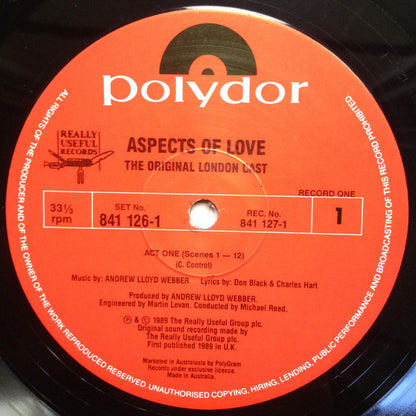 polydor
REALLY
USEFUL
RECORDS
ASPECTS OF LOVE
THE ORIGINAL LONDON CAST
RECORD ONE
33⅓
rpm
SET No.
841 126-1
REC. No.
841 127-1
1
ACT ONE (Scenes 1 — 12)
(C. Control)
Music by: ANDREW LLOYD WEBBER Lyrics by: Don Black & Charles Hart
Produced by ANDREW LLOYD WEBBER.
Engineered by Martin Levan. Conducted by Michael Reed.
Ⓟ & © 1989 The Really Useful Group plc.
Original sound recording made by
The Really Useful Group plc.
First published 1989 in U.K.
Marketed in Australasia by PolyGram
Records under exclusive licence.
Made in Australia.
ALL RIGHTS OF THE PRODUCER AND OF THE OWNER OF THE WORK REPRODUCED RESERVED. UNAUTHORISED COPYING, HIRING, LENDING, PUBLIC PERFORMANCE AND BROADCASTING OF THIS RECORD PROHIBITED.